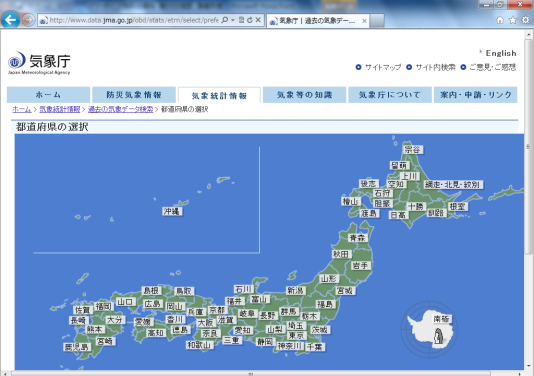 http://www.data.jma.go.jp/obd/stats/etrn/select/prefe
気象庁 | 過去の気象デー...
English
気象庁
Japan Meteorological Agency
サイトマップ サイト内検索 ご意見・ご感想
ホーム 防災気象情報 気象統計情報 気象等の知識 気象庁について 案内・申請・リンク
ホーム > 気象統計情報 > 過去の気象データ検索 > 都道府県の選択
都道府県の選択
宗谷
留萌
上川
後志 空知 網走・北見・紋別
石狩
檜山 胆振 十勝 根室
渡島 日高 釧路
沖縄
青森
秋田
岩手
山形
宮城
福島
島根 鳥取 石川 新潟
福岡 山口 広島 岡山 福井 富山
佐賀 兵庫 京都 岐阜 長野 群馬 栃木
長崎 大分 愛媛 香川 大阪 滋賀
熊本 高知 徳島 奈良 愛知 山梨 埼玉 茨城
宮崎 三重 東京
鹿児島 和歌山 静岡 神奈川 千葉
南極